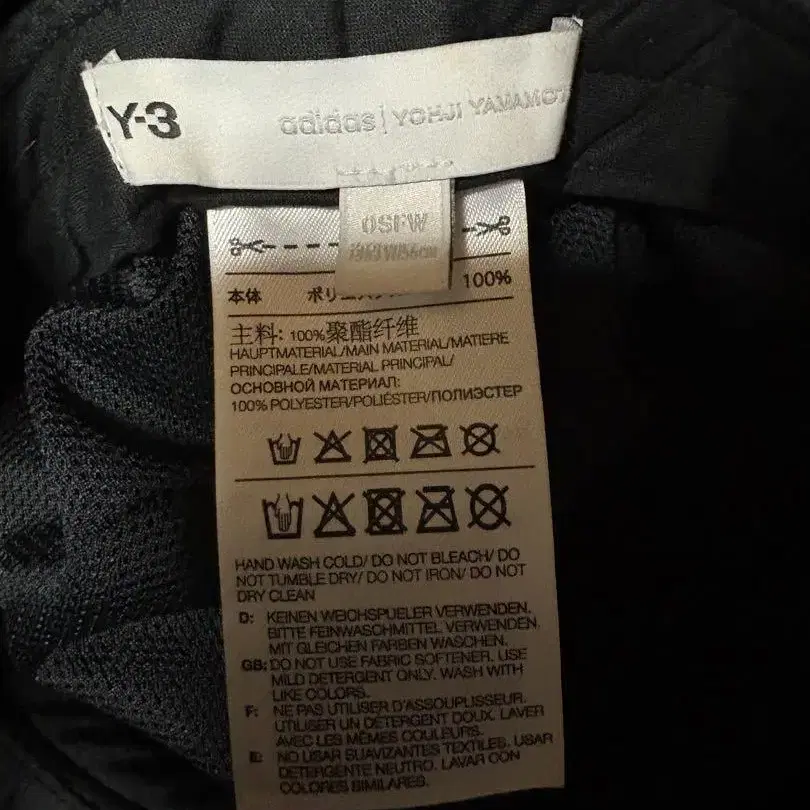 Y-3 adidas | YOHJI YAMAMOT
OSFW
本体 100%
主料: 100%聚酯纤维
HAUPTMATERIAL/MAIN MATERIAL/MATIERE
PRINCIPALE/MATERIAL PRINCIPAL/
ОСНОВНОЙ МАТЕРИАЛ:
100% POLYESTER/POLIÉSTER/ПОЛИЭСТЕР
HAND WASH COLD/ DO NOT BLEACH/ DO
NOT TUMBLE DRY/ DO NOT IRON/ DO NOT
DRY CLEAN
D: KEINEN WEICHSPUELER VERWENDEN.
BITTE FEINWASCHMITTEL VERWENDEN.
MIT GLEICHEN FARBEN WASCHEN.
GB: DO NOT USE FABRIC SOFTENER. USE
MILD DETERGENT ONLY. WASH WITH
LIKE COLORS.
F: NE PAS UTILISER D'ASSOUPLISSEUR.
UTILISER UN DETERGENT DOUX. LAVER
AVEC LES MÊMES COULEURS.
E: NO USAR SUAVIZANTES TEXTILES. USAR
DETERGENTE NEUTRO. LAVAR CON
COLORES SIMILARES.